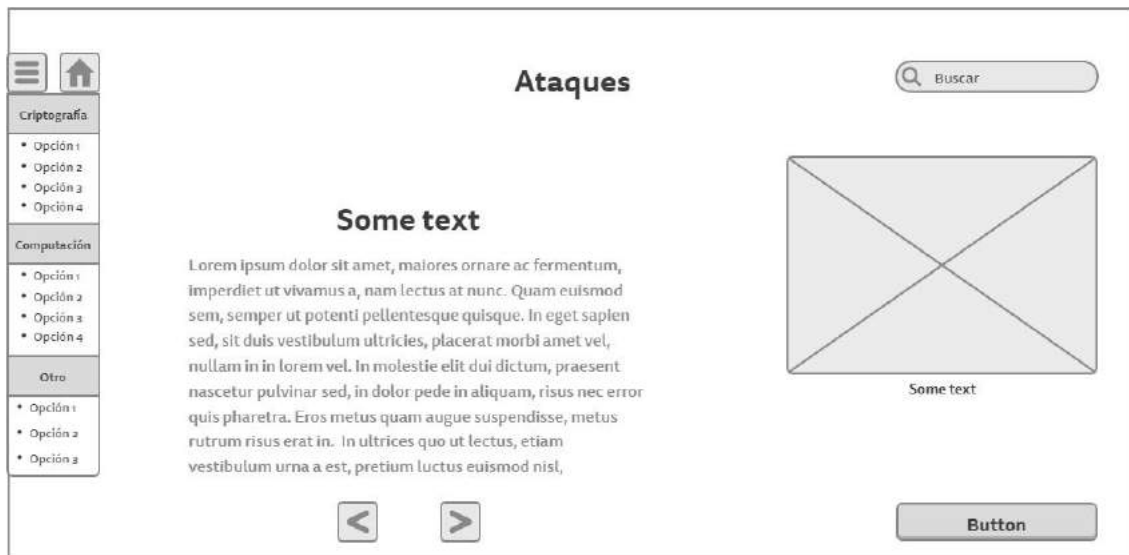 Ataques
Buscar
Criptografía
• Opción 1
• Opción 2
• Opción 3
• Opción 4
Computación
• Opción 1
• Opción 2
• Opción 3
• Opción 4
Otro
• Opción 1
• Opción 2
• Opción 3
Some text
Lorem ipsum dolor sit amet, maiores ornare ac fermentum,
imperdiet ut vivamus a, nam lectus at nunc. Quam euismod
sem, semper ut potenti pellentesque quisque. In eget sapien
sed, sit duis vestibulum ultricies, placerat morbi amet vel,
nullam in in lorem vel. In molestie elit dui dictum, praesent
nascetur pulvinar sed, in dolor pede in aliquam, risus nec error
quis pharetra. Eros metus quam augue suspendisse, metus
rutrum risus erat in. In ultrices quo ut lectus, etiam
vestibulum urna a est, pretium luctus euismod nisl,
Some text
<
>
Button